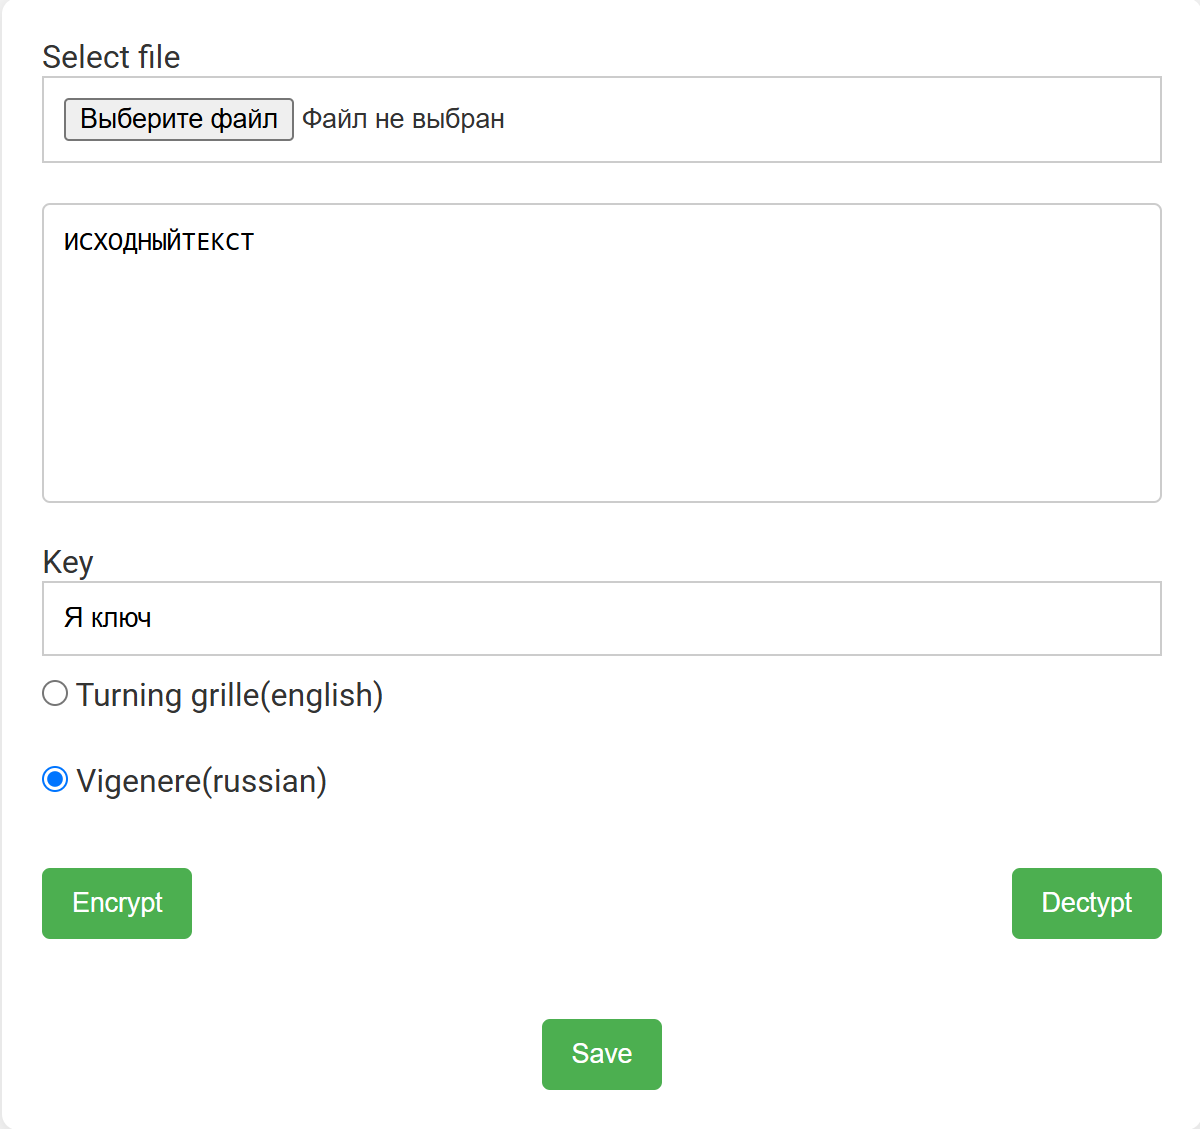 Select file
Выберите файл Файл не выбран
ИСХОДНЫЙТЕКСТ
Key
Я ключ
Turning grille(english)
Vigenere(russian)
Encrypt Dectypt
Save